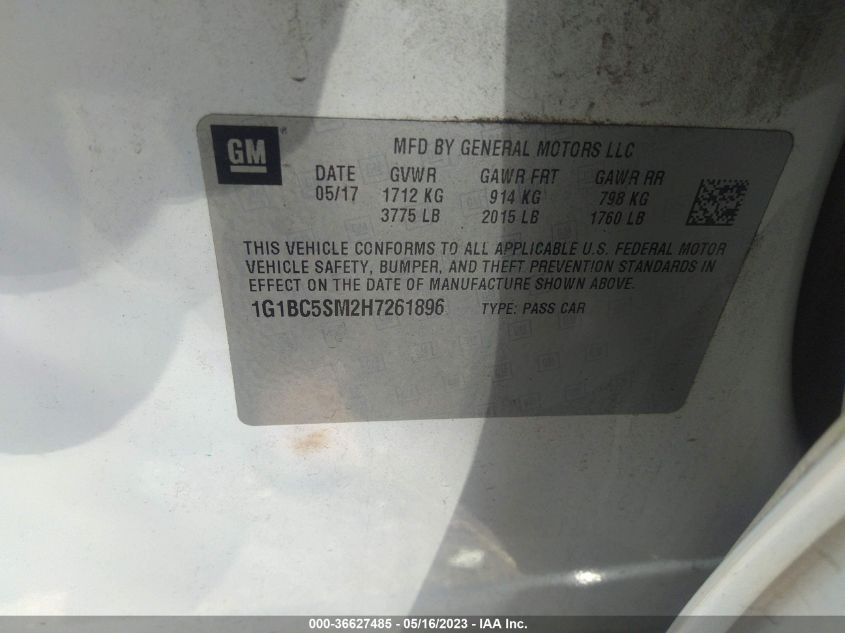 GM ®
MFD BY GENERAL MOTORS LLC
DATE GVWR GAWR FRT GAWR RR
05/17 1712 KG 914 KG 798 KG
3775 LB 2015 LB 1760 LB
THIS VEHICLE CONFORMS TO ALL APPLICABLE U.S. FEDERAL MOTOR
VEHICLE SAFETY, BUMPER, AND THEFT PREVENTION STANDARDS IN
EFFECT ON THE DATE OF MANUFACTURE SHOWN ABOVE.
1G1BC5SM2H7261896 TYPE: PASS CAR
000-36627485 - 05/16/2023 - IAA Inc.